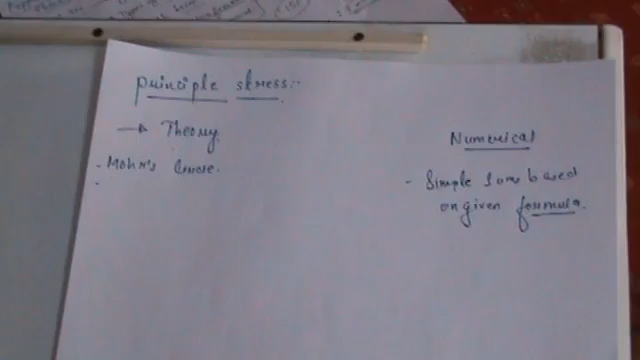 principle stress:-
→ Theory.
- Mohr's Circle.
-
Numerical
- Simple sums based
on given formula.